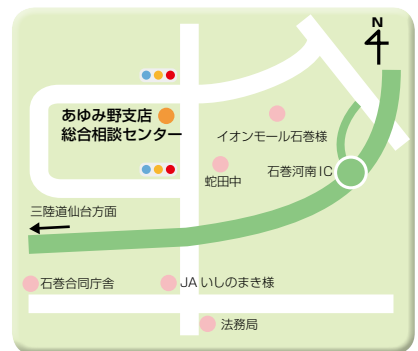 N
あゆみ野支店
総合相談センター
イオンモール石巻様
蛇田中
石巻河南IC
三陸道仙台方面
石巻合同庁舎
JAいしのまき様
法務局